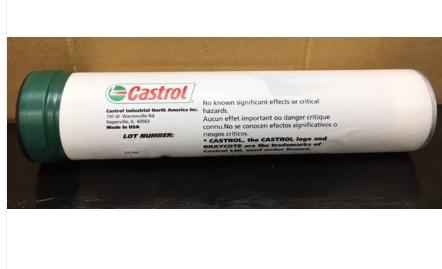 Castrol
Castrol Industrial North America Inc.
150 W. Warrenville Rd.
Naperville, IL 60563
Made in USA
LOT NUMBER:
No known significant effects or critical
hazards.
Aucun effet important ou danger critique
connu.No se conocen efectos significativos o
riesgos críticos.
* CASTROL, the CASTROL logo and
BRAYCOTE are the trademarks of
Castrol Ltd, used under licence.